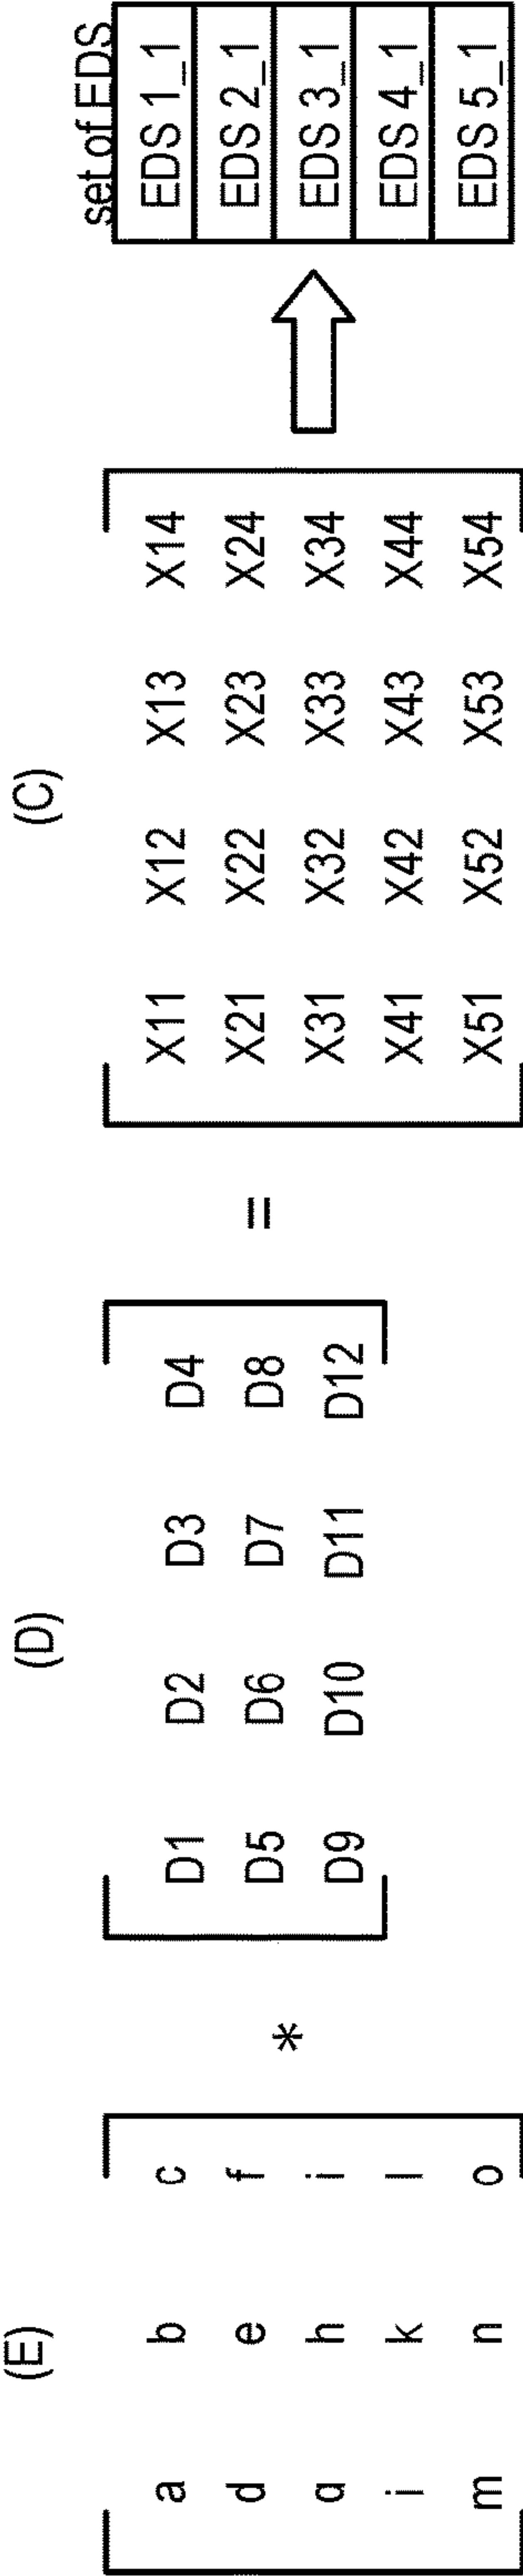 (E) (D) (C) set of EDS
a b c D1 D2 D3 D4 X11 X12 X13 X14 EDS 1_1
d e f * D5 D6 D7 D8 = X21 X22 X23 X24 EDS 2_1
g h i D9 D10 D11 D12 X31 X32 X33 X34 EDS 3_1
j k l X41 X42 X43 X44 EDS 4_1
m n o X51 X52 X53 X54 EDS 5_1